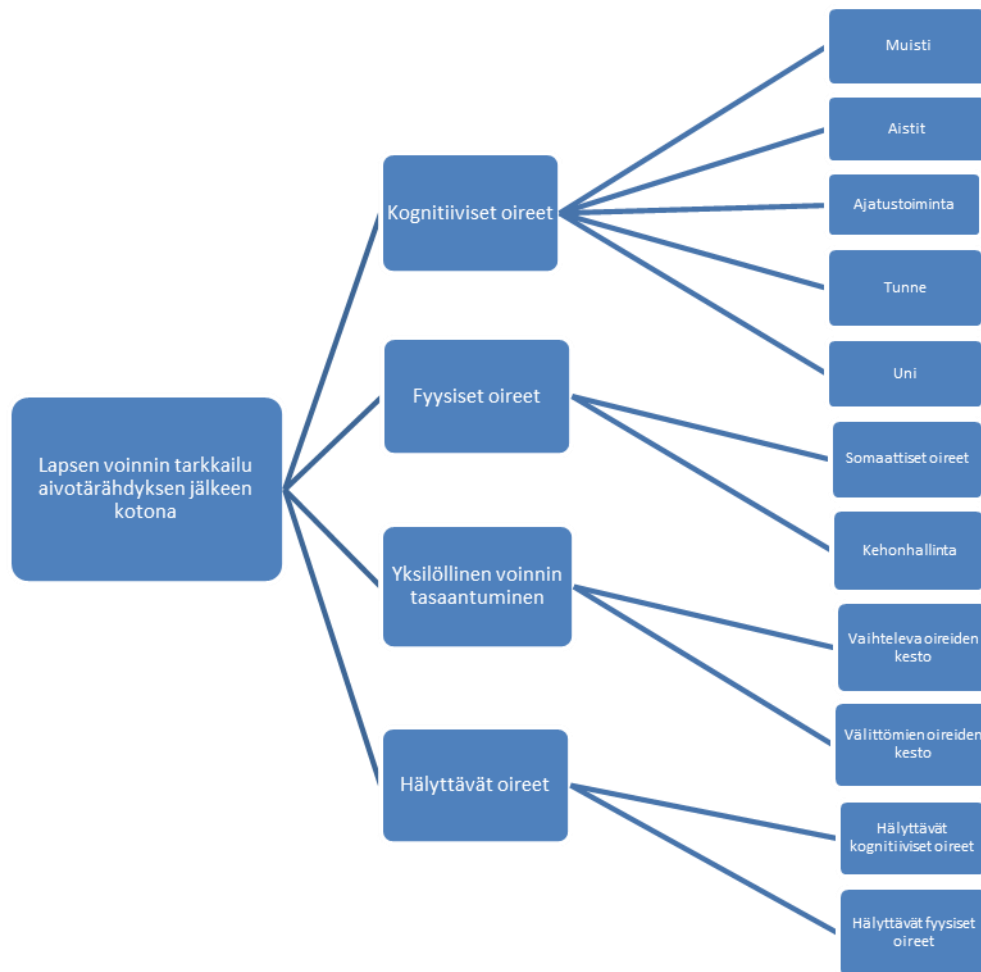 Lapsen voinnin tarkkailu
aivotärähdyksen jälkeen
kotona
Kognitiiviset oireet
Muisti
Aistit
Ajatustoiminta
Tunne
Uni
Fyysiset oireet
Somaattiset oireet
Kehonhallinta
Yksilöllinen voinnin
tasaantuminen
Vaihteleva oireiden
kesto
Välittömien oireiden
kesto
Hälyttävät oireet
Hälyttävät
kognitiiviset oireet
Hälyttävät fyysiset
oireet